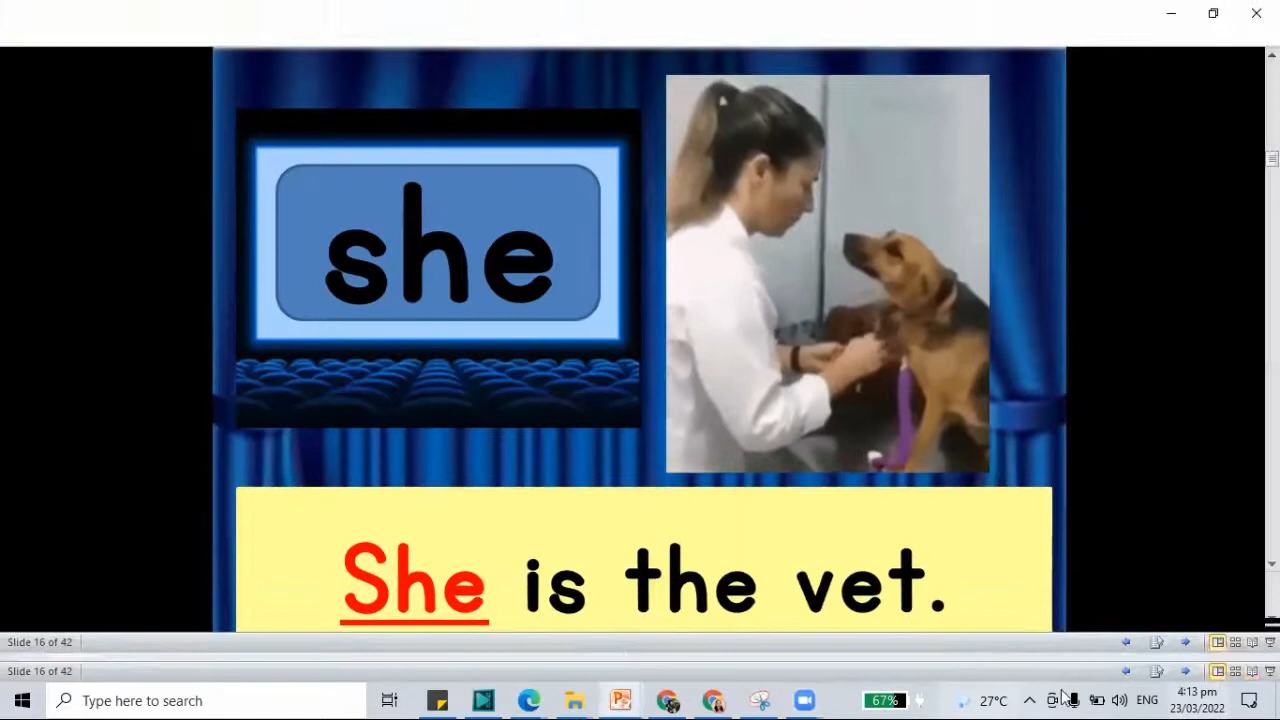 she
She is the vet.
Slide 16 of 42
Slide 16 of 42
Type here to search
67%
27°C
ENG
4:13 pm
23/03/2022